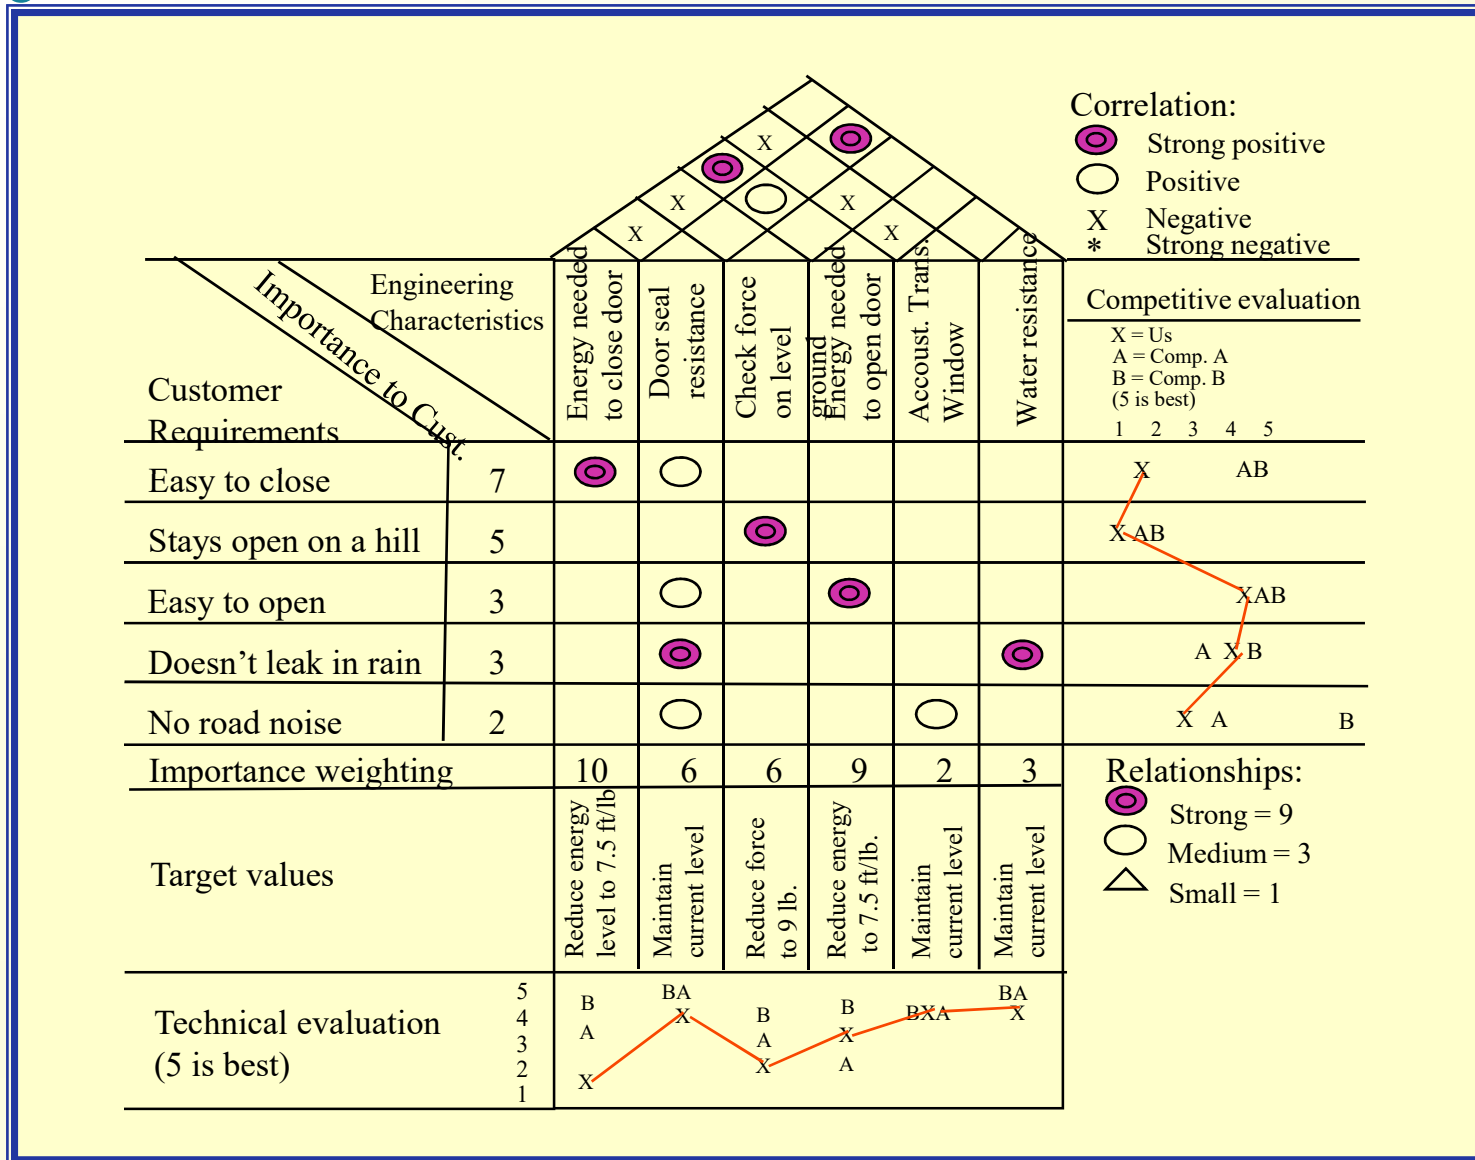 Correlation:
Strong positive
Positive
X Negative
* Strong negative
X
X
X
X
X
X
Importance to Cust.
Engineering
Characteristics
Customer
Requirements
Energy needed
to close door
Door seal
resistance
Check force
on level
ground
Energy needed
to open door
Accoust. Trans.
Window
Water resistance
Competitive evaluation
X = Us
A = Comp. A
B = Comp. B
(5 is best)
1 2 3 4 5
Easy to close 7 X AB
Stays open on a hill 5 X AB
Easy to open 3 XAB
Doesn’t leak in rain 3 A X B
No road noise 2 X A B
Importance weighting 10 6 6 9 2 3
Relationships:
Strong = 9
Medium = 3
Small = 1
Target values
Reduce energy
level to 7.5 ft/lb
Maintain
current level
Reduce force
to 9 lb.
Reduce energy
to 7.5 ft/lb.
Maintain
current level
Maintain
current level
Technical evaluation
(5 is best)
5
4
3
2
1
B
A
X
BA
X
B
A
X
B
X
A
BXA
BA
X